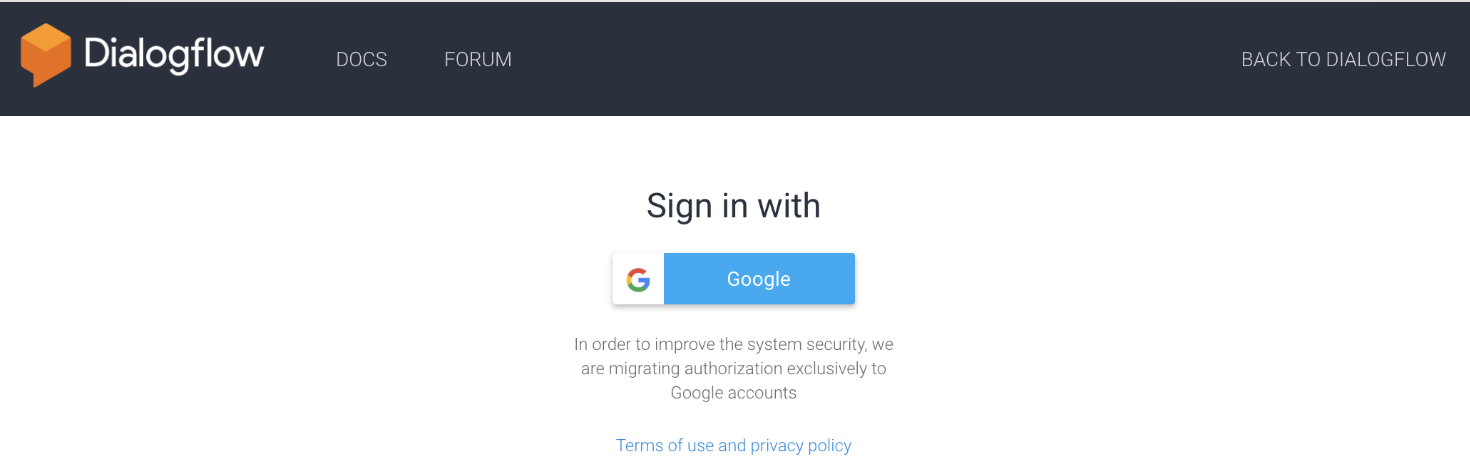 Dialogflow
DOCS
FORUM
BACK TO DIALOGFLOW
Sign in with
Google
In order to improve the system security, we
are migrating authorization exclusively to
Google accounts
Terms of use and privacy policy